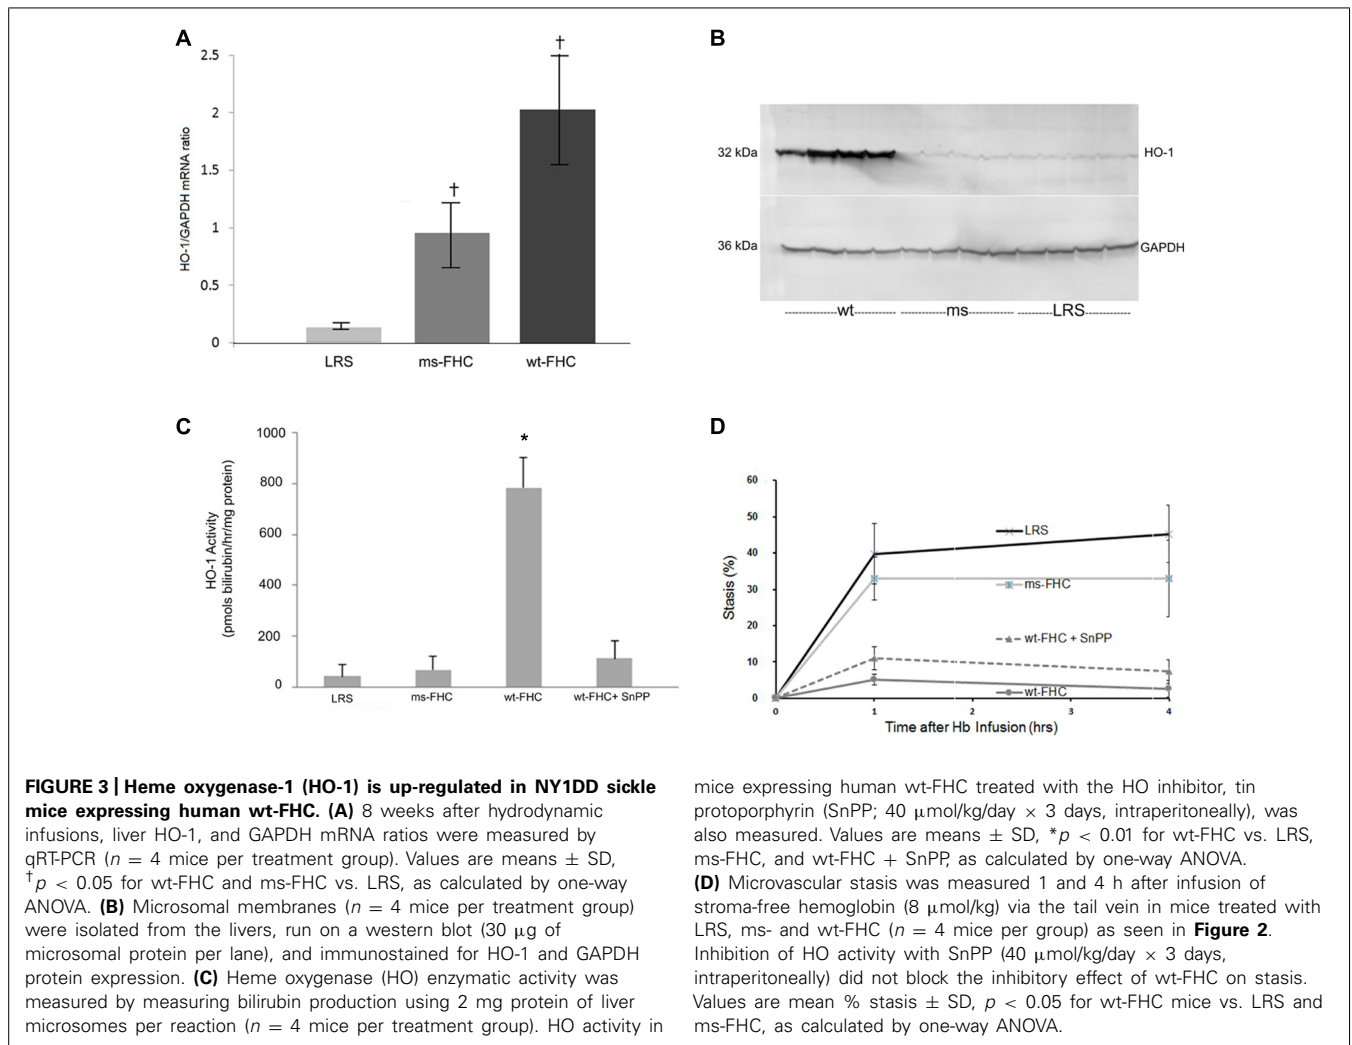 A
2.5
2
1.5
1
0.5
0
HO-1/GAPDH mRNA ratio
†
†
LRS ms-FHC wt-FHC
B
32 kDa HO-1
36 kDa GAPDH
wt ms LRS
C
1000
800
600
400
200
0
HO-1 Activity
(pmols bilirubin/hr/mg protein)
*
LRS ms-FHC wt-FHC wt-FHC+ SnPP
D
60
50
40
30
20
10
0
Stasis (%)
LRS
ms-FHC
wt-FHC + SnPP
wt-FHC
0 1 2 3 4
Time after Hb Infusion (hrs)
FIGURE 3 | Heme oxygenase-1 (HO-1) is up-regulated in NY1DD sickle
mice expressing human wt-FHC. (A) 8 weeks after hydrodynamic
infusions, liver HO-1, and GAPDH mRNA ratios were measured by
qRT-PCR (n = 4 mice per treatment group). Values are means ± SD,
†p < 0.05 for wt-FHC and ms-FHC vs. LRS, as calculated by one-way
ANOVA. (B) Microsomal membranes (n = 4 mice per treatment group)
were isolated from the livers, run on a western blot (30 μg of
microsomal protein per lane), and immunostained for HO-1 and GAPDH
protein expression. (C) Heme oxygenase (HO) enzymatic activity was
measured by measuring bilirubin production using 2 mg protein of liver
microsomes per reaction (n = 4 mice per treatment group). HO activity in
mice expressing human wt-FHC treated with the HO inhibitor, tin
protoporphyrin (SnPP; 40 μmol/kg/day × 3 days, intraperitoneally), was
also measured. Values are means ± SD, *p < 0.01 for wt-FHC vs. LRS,
ms-FHC, and wt-FHC + SnPP, as calculated by one-way ANOVA.
(D) Microvascular stasis was measured 1 and 4 h after infusion of
stroma-free hemoglobin (8 μmol/kg) via the tail vein in mice treated with
LRS, ms- and wt-FHC (n = 4 mice per group) as seen in Figure 2.
Inhibition of HO activity with SnPP (40 μmol/kg/day × 3 days,
intraperitoneally) did not block the inhibitory effect of wt-FHC on stasis.
Values are mean % stasis ± SD, p < 0.05 for wt-FHC mice vs. LRS and
ms-FHC, as calculated by one-way ANOVA.